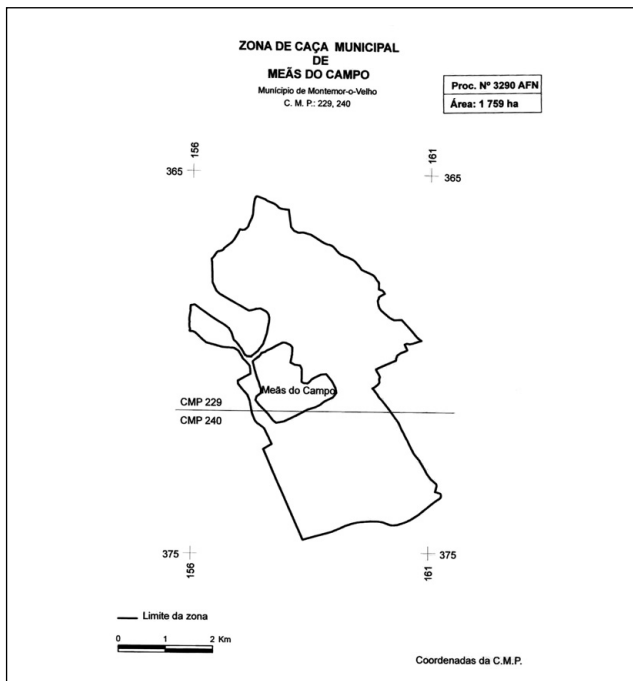 ZONA DE CAÇA MUNICIPAL
DE
MEÃS DO CAMPO
Município de Montemor-o-Velho
C. M. P.: 229, 240
Proc. Nº 3290 AFN
Área: 1 759 ha
156
161
365
365
Meãs do Campo
CMP 229
CMP 240
375
375
156
161
Limite da zona
0 1 2 Km
Coordenadas da C.M.P.